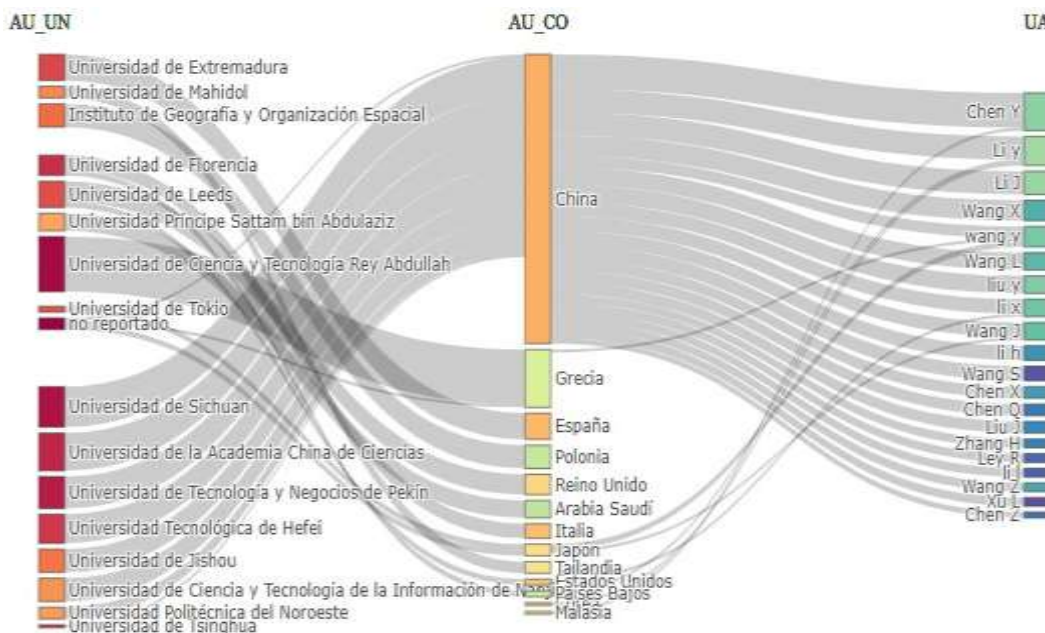 AU_UN
AU_CO
UA
Universidad de Extremadura
Universidad de Mahidol
Instituto de Geografía y Organización Espacial
Universidad de Florencia
Universidad de Leeds
Universidad Príncipe Sattam bin Abdulaziz
Universidad de Ciencia y Tecnología Rey Abdullah
Universidad de Tokio
no reportado
Universidad de Sichuan
Universidad de la Academia China de Ciencias
Universidad de Tecnología y Negocios de Pekín
Universidad Tecnológica de Hefei
Universidad de Jishou
Universidad de Ciencia y Tecnología de la Información de
Universidad Politécnica del Noroeste
Universidad de Tsinghua
China
Grecia
España
Polonia
Reino Unido
Arabia Saudí
Italia
Japón
Tailandia
Estados Unidos
Países Bajos
Malasia
Chen Y
Li y
Li J
Wang X
wang y
Wang L
liu y
li x
Wang J
li h
Wang S
Chen X
Chen Q
Liu J
Zhang H
Ley R
li j
Wang Z
Xu L
Chen Z